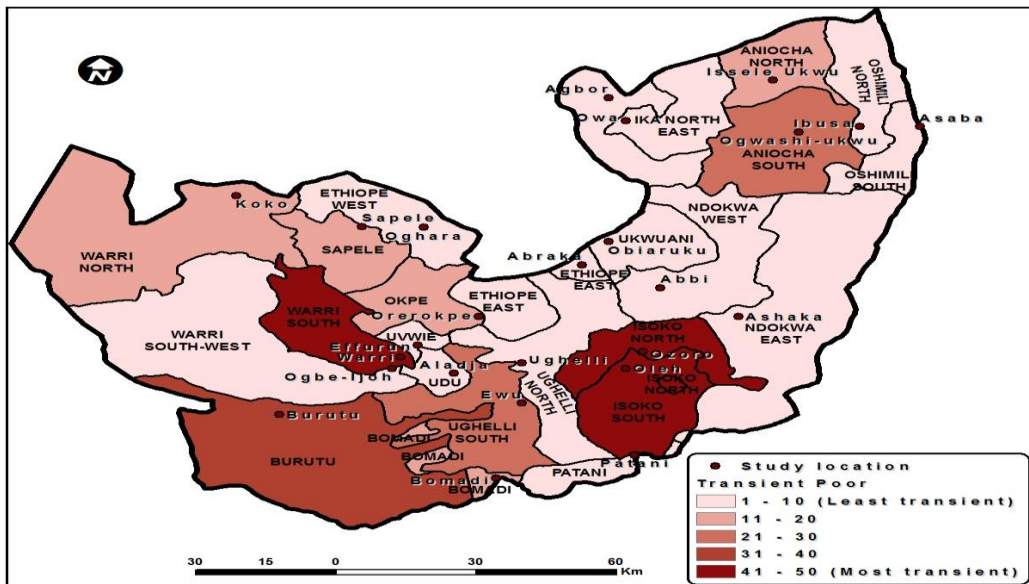 N
ANIOCHA
NORTH
Issele Ukwu
OSHIMILI
NORTH
Agbor
Owa
IKA NORTH
EAST
Ibusa
Asaba
Ogwashi-ukwu
ANIOCHA
SOUTH
OSHIMILI
SOUTH
ETHIOPE
WEST
Koko
Sapele
Oghara
SAPELE
WARRI
NORTH
NDOKWA
WEST
UKWUANI
Obiaruku
Abraka
ETHIOPE
EAST
Abbi
OKPE
Orerokpe
ETHIOPE
EAST
WARRI
SOUTH
Ashaka
NDOKWA
EAST
WARRI
SOUTH-WEST
UVWIE
Effurun
Warri
Ogbe-Ijoh
Aladja
UDU
Ughelli
UGHELLI
NORTH
ISOKO
NORTH
Ozoro
Oleh
ISOKO
NORTH
ISOKO
SOUTH
Ewu
Burutu
UGHELLI
SOUTH
BOMADI
BOMADI
BURUTU
Bomadi
BOMADI
PATANI
Patani
Study location
Transient Poor
1 - 10 (Least transient)
11 - 20
21 - 30
31 - 40
41 - 50 (Most transient)
30 15 0 30 60
Km